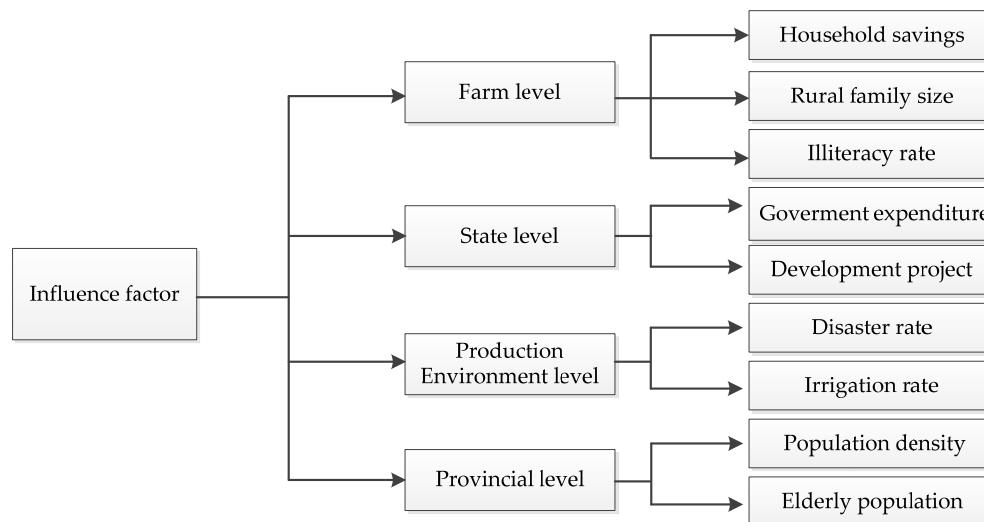 Influence factor
Farm level
Household savings
Rural family size
Illiteracy rate
State level
Goverment expenditure
Development project
Production
Environment level
Disaster rate
Irrigation rate
Provincial level
Population density
Elderly population